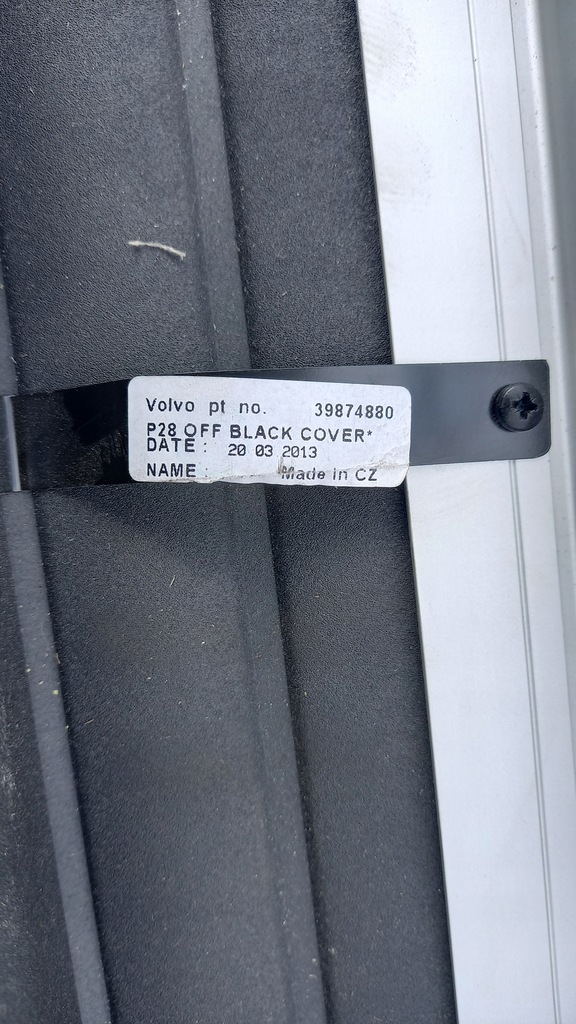 Volvo pt no. 39874880
P28 OFF BLACK COVER*
DATE : 20 03 2013
NAME : Made in CZ